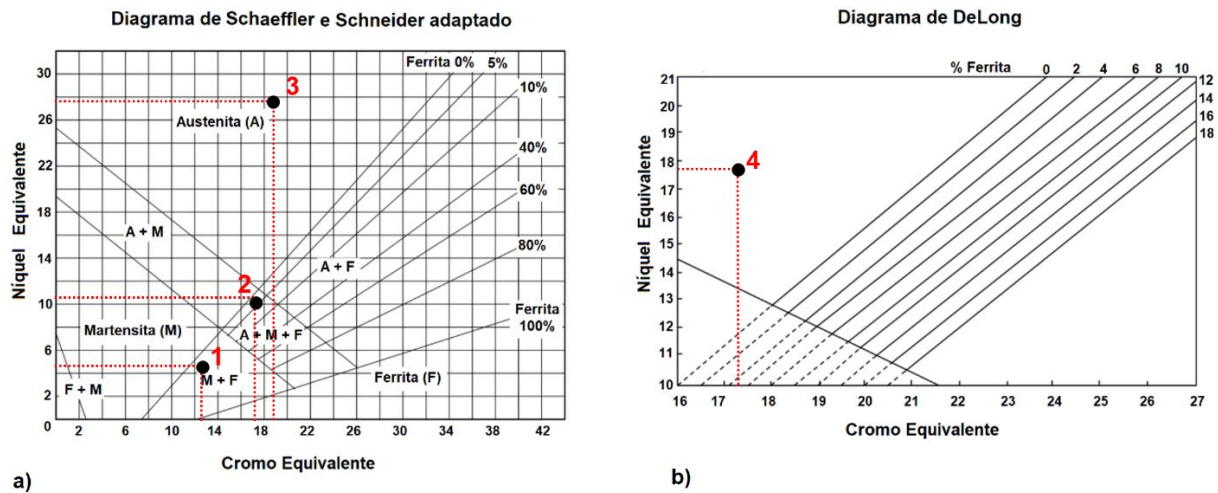 Diagrama de Schaeffler e Schneider adaptado
Ferrita 0% 5%
10%
40%
60%
80%
Ferrita
100%
3
Austenita (A)
A + M
2
A + F
Martensita (M)
A + M + F
1
M + F
Ferrita (F)
F + M
Níquel Equivalente
32
30
26
22
18
14
10
6
2
0
2 6 10 14 18 22 26 30 34 38 42
Cromo Equivalente
a)
Diagrama de DeLong
% Ferrita 0 2 4 6 8 10
12
14
16
18
4
Níquel Equivalente
21
20
19
18
17
16
15
14
13
12
11
10
16 17 18 19 20 21 22 23 24 25 26 27
Cromo Equivalente
b)